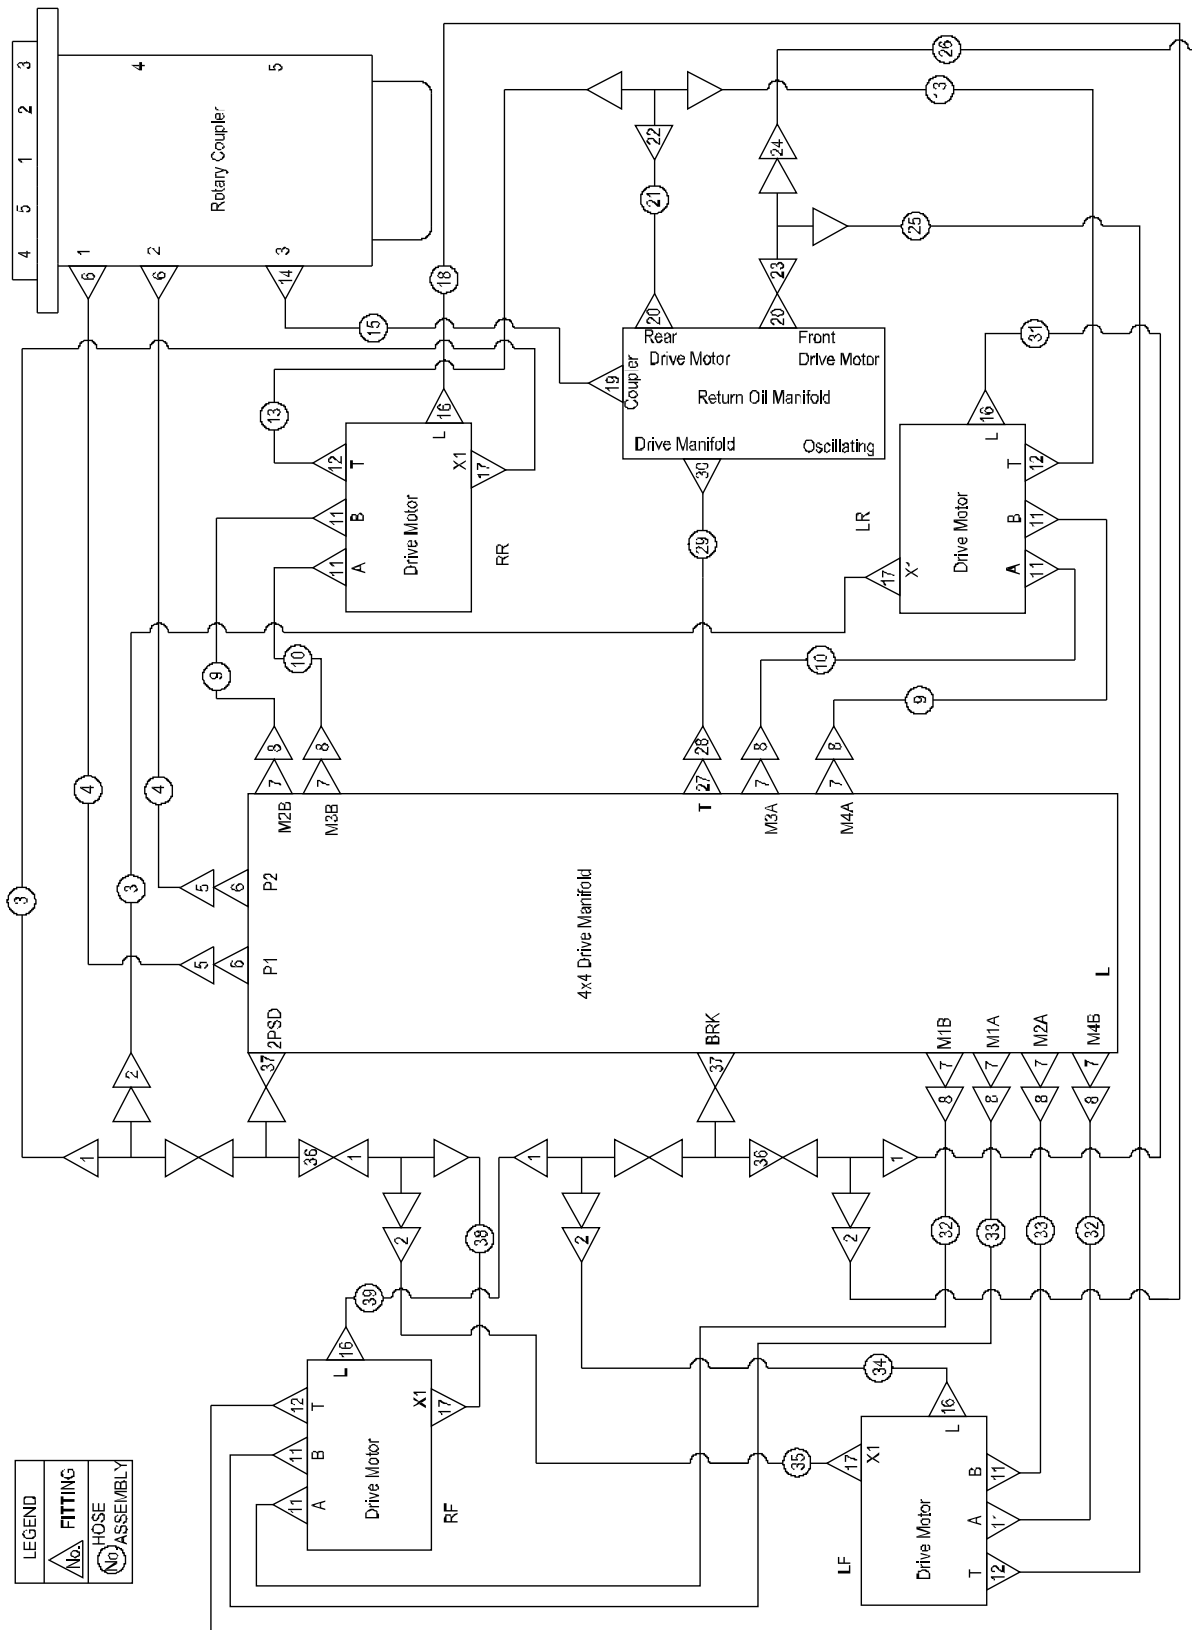 LEGEND
No. FITTING
No. HOSE
ASSEMBLY
Rotary Coupler
4 5 1 2 3
1
2
3
4
5
6
6
14
15
18
4
4
3
3
13
13
26
22
21
24
25
23
20
20
19
Coupler
Rear
Drive Motor
Front
Drive Motor
Return Oil Manifold
Drive Manifold
Oscillating
30
29
28
27
T
12
T
11
B
11
A
16
L
X1
17
Drive Motor
RR
31
16
L
12
T
11
B
11
A
17
Drive Motor
LR
9
10
10
9
8
8
8
8
7
7
7
7
M2B
M3B
M3A
M4A
4x4 Drive Manifold
5
6
P2
5
6
P1
2PSD
37
BRK
37
L
M1B
M1A
M2A
M4B
7
7
7
7
8
8
8
8
32
33
33
32
1
2
36
1
2
38
1
2
36
1
2
39
16
L
12
T
11
B
11
A
X1
17
Drive Motor
RF
35
34
16
L
17
X1
11
B
A
12
T
Drive Motor
LF